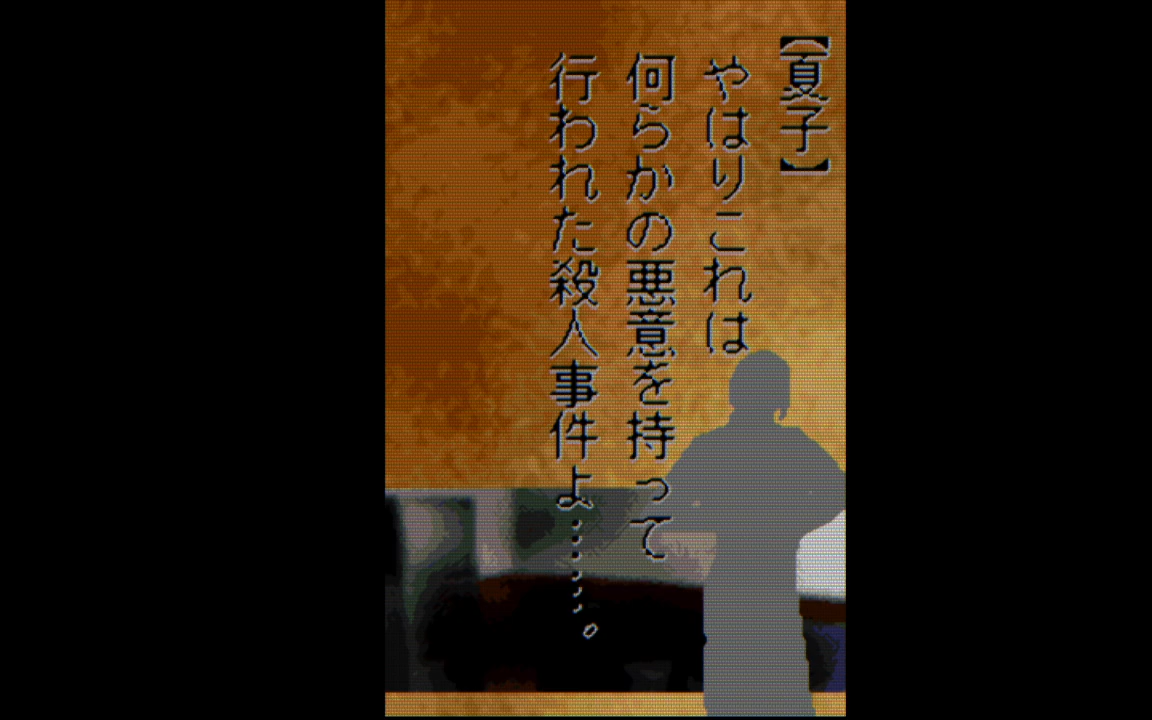 【夏子】
やはりこれは
何らかの悪意を持って
行われた殺人事件よ……。